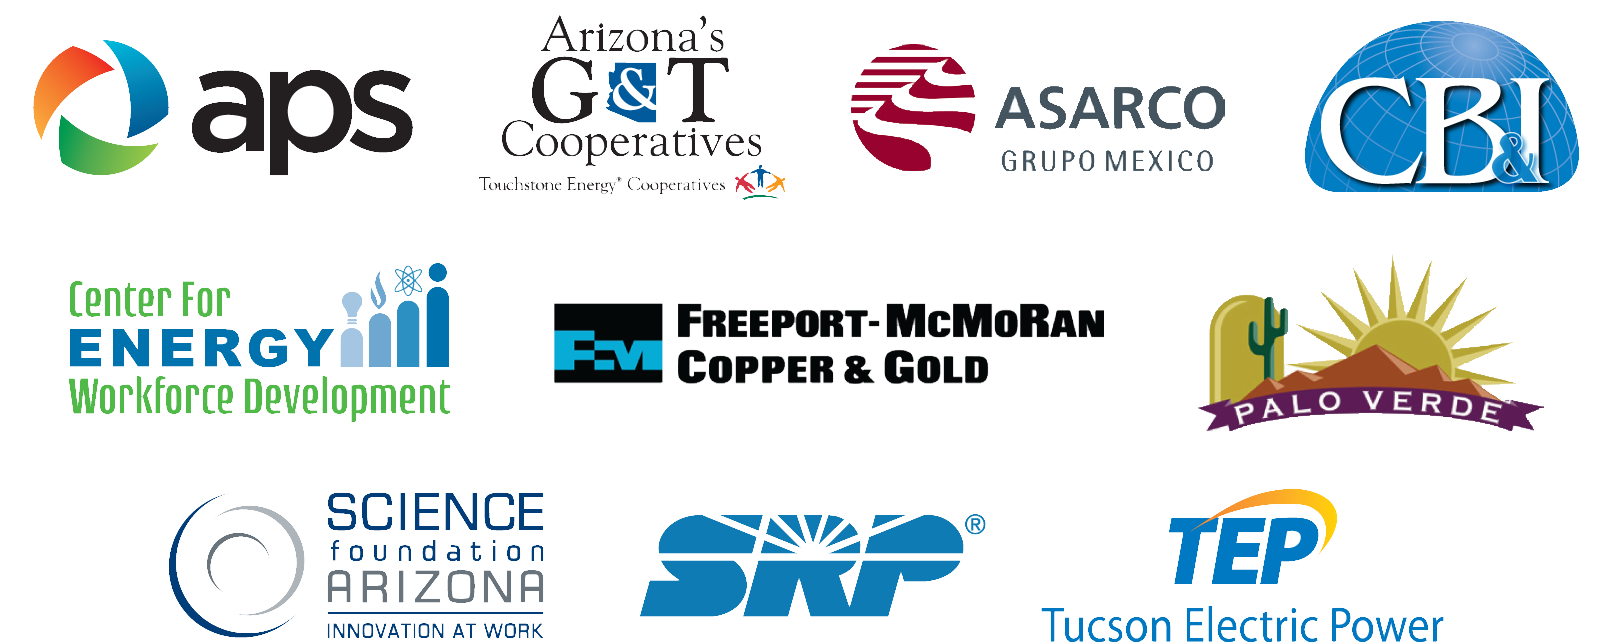 aps
Arizona's
G&T
Cooperatives
Touchstone Energy® Cooperatives
ASARCO
GRUPO MEXICO
CB&I
Center For
ENERGY
Workforce Development
FM
FREEPORT-MCMORAN
COPPER & GOLD
PALO VERDE
SCIENCE
foundation
ARIZONA
INNOVATION AT WORK
SRP®
TEP
Tucson Electric Power